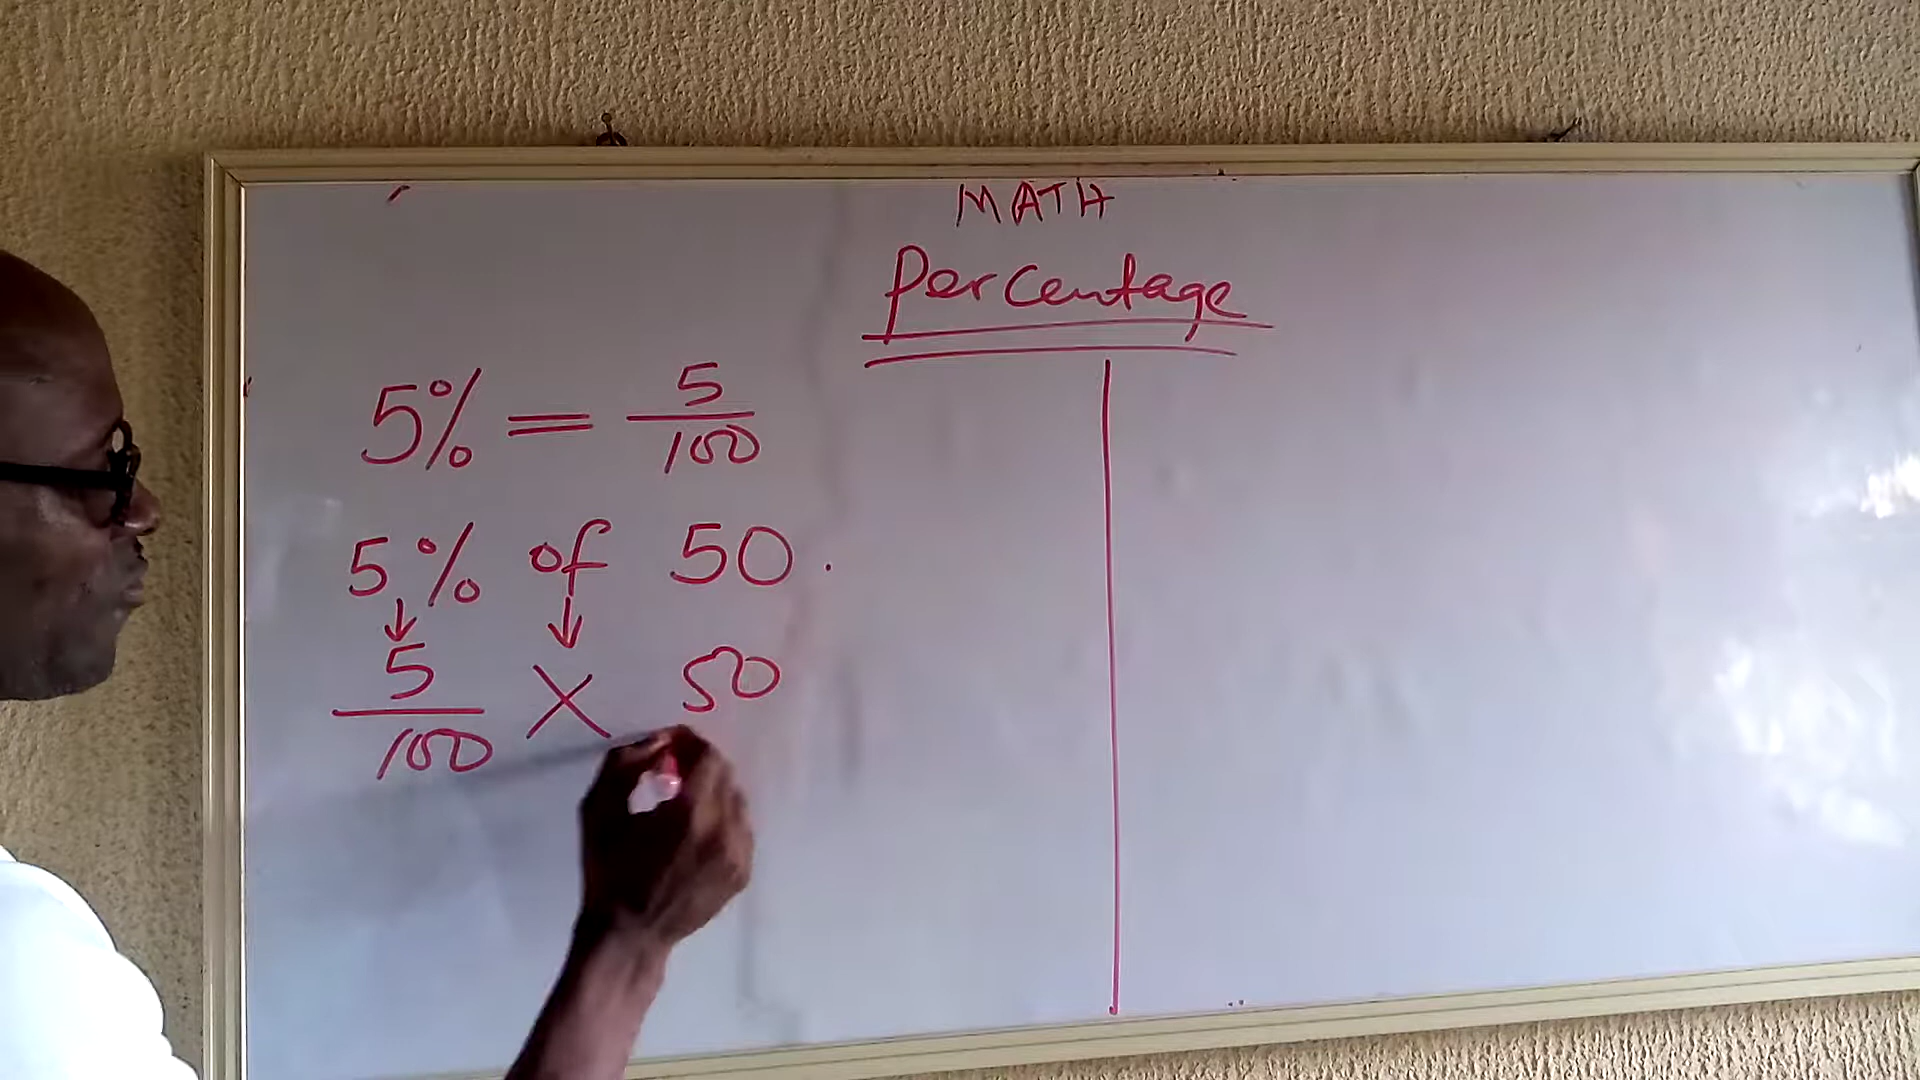 MATH
Percentage
5% = 5/100
5% of 50.
↓ ↓
5/100 × 50